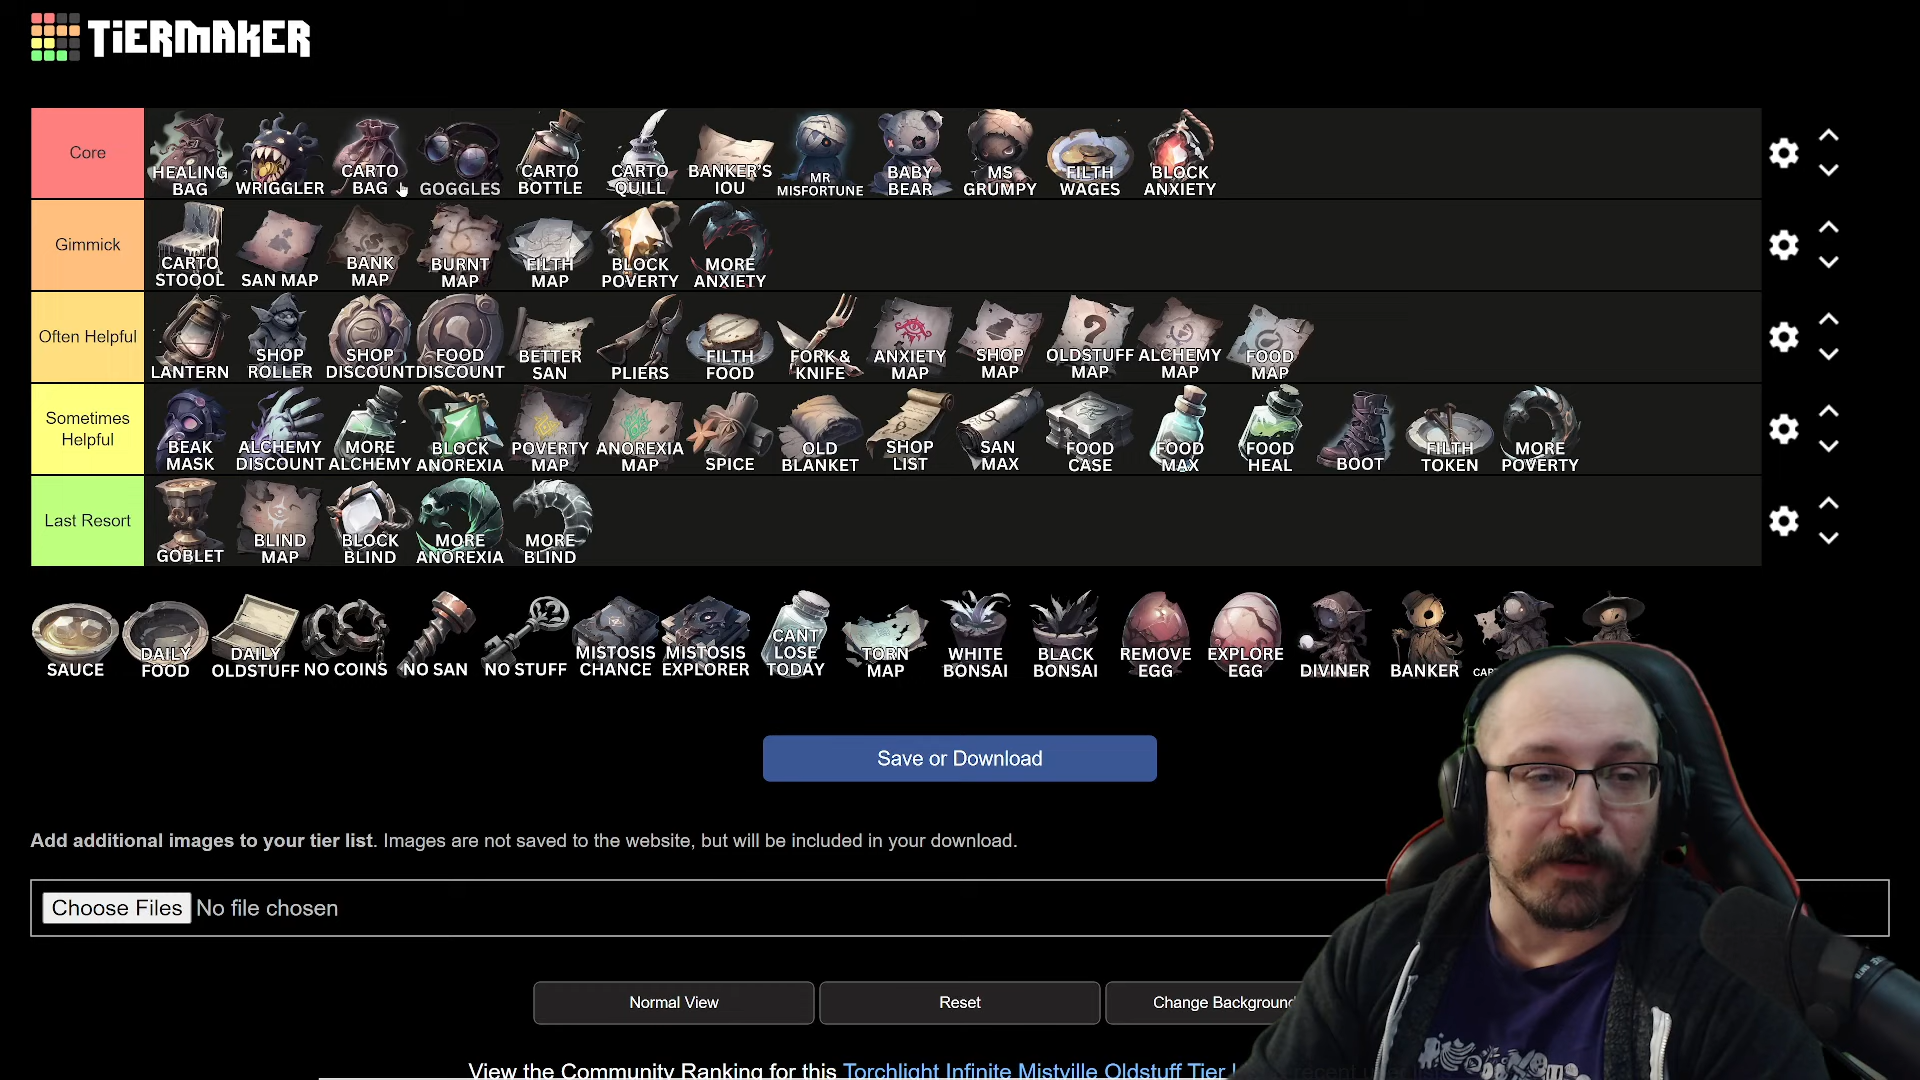 TiERMAKER
Core
HEALING BAG
WRIGGLER
CARTO BAG
GOGGLES
CARTO BOTTLE
CARTO QUILL
BANKER'S IOU
MR MISFORTUNE
BABY BEAR
MS GRUMPY
FILTH WAGES
BLOCK ANXIETY
Gimmick
CARTO STOOOL
SAN MAP
BANK MAP
BURNT MAP
FILTH MAP
BLOCK POVERTY
MORE ANXIETY
Often Helpful
LANTERN
SHOP ROLLER
SHOP DISCOUNT
FOOD DISCOUNT
BETTER SAN
PLIERS
FILTH FOOD
FORK & KNIFE
ANXIETY MAP
SHOP MAP
OLDSTUFF MAP
ALCHEMY MAP
FOOD MAP
Sometimes Helpful
BEAK MASK
ALCHEMY DISCOUNT
MORE ALCHEMY
BLOCK ANOREXIA
POVERTY MAP
ANOREXIA MAP
SPICE
OLD BLANKET
SHOP LIST
SAN MAX
FOOD CASE
FOOD MAX
FOOD HEAL
BOOT
FILTH TOKEN
MORE POVERTY
Last Resort
GOBLET
BLIND MAP
BLOCK BLIND
MORE ANOREXIA
MORE BLIND
SAUCE
DAILY FOOD
DAILY OLDSTUFF
NO COINS
NO SAN
NO STUFF
MISTOSIS CHANCE
MISTOSIS EXPLORER
CANT LOSE TODAY
TORN MAP
WHITE BONSAI
BLACK BONSAI
REMOVE EGG
EXPLORE EGG
DIVINER
BANKER
Save or Download
Add additional images to your tier list. Images are not saved to the website, but will be included in your download.
Choose Files No file chosen
Normal View
Reset
Change Background
View the Community Ranking for this Torchlight Infinite Mistville Oldstuff Tier